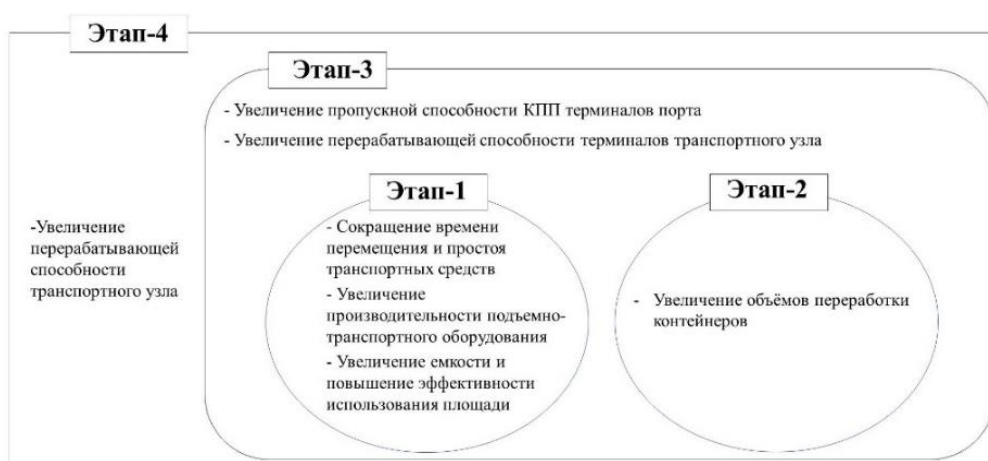 Этап-4
Этап-3
- Увеличение пропускной способности КПП терминалов порта
- Увеличение перерабатывающей способности терминалов транспортного узла
-Увеличение
перерабатывающей
способности
транспортного узла
Этап-1
- Сокращение времени
перемещения и простоя
транспортных средств
- Увеличение
производительности подъемно-
транспортного оборудования
- Увеличение емкости и
повышение эффективности
использования площади
Этап-2
- Увеличение объёмов переработки
контейнеров